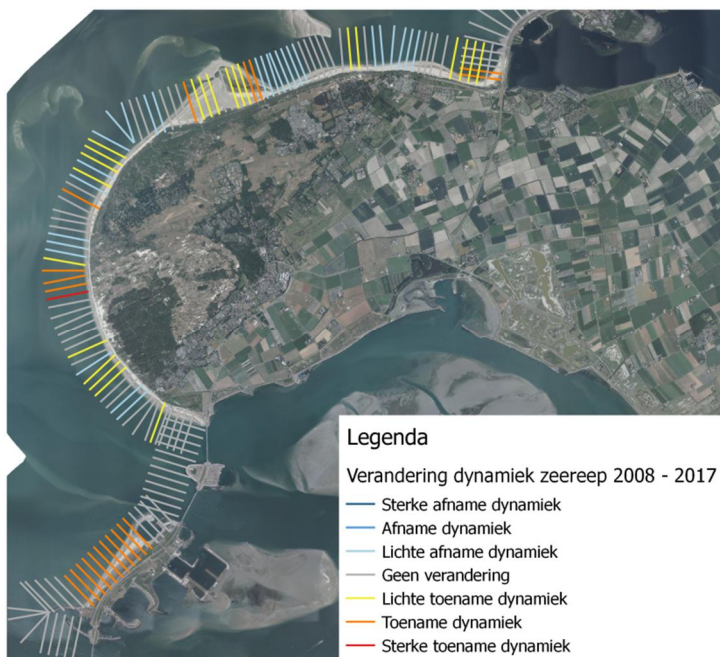 Legenda
Verandering dynamiek zeereep 2008 - 2017
Sterke afname dynamiek
Afname dynamiek
Lichte afname dynamiek
Geen verandering
Lichte toename dynamiek
Toename dynamiek
Sterke toename dynamiek